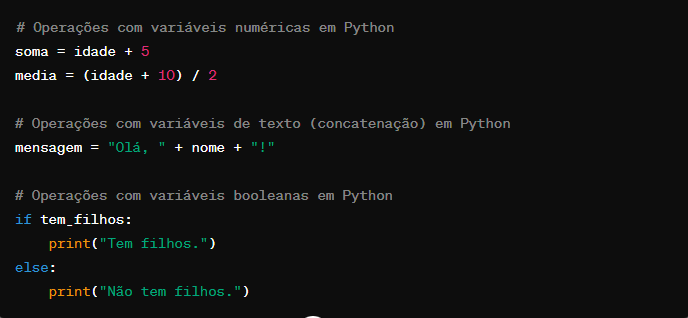 # Operações com variáveis numéricas em Python
soma = idade + 5
media = (idade + 10) / 2
# Operações com variáveis de texto (concatenação) em Python
mensagem = "Olá, " + nome + "!"
# Operações com variáveis booleanas em Python
if tem_filhos:
    print("Tem filhos.")
else:
    print("Não tem filhos.")